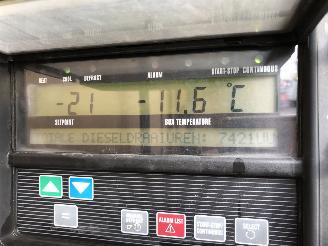 HEAT COOL DEFROST ALARM START-STOP CONTINUOUS
-21 -11.6 °C
SETPOINT BOX TEMPERATURE
DIESELDRAAIUREN: 7421
=
ALARM LIST START-STOP CONTINUOUS SELECT